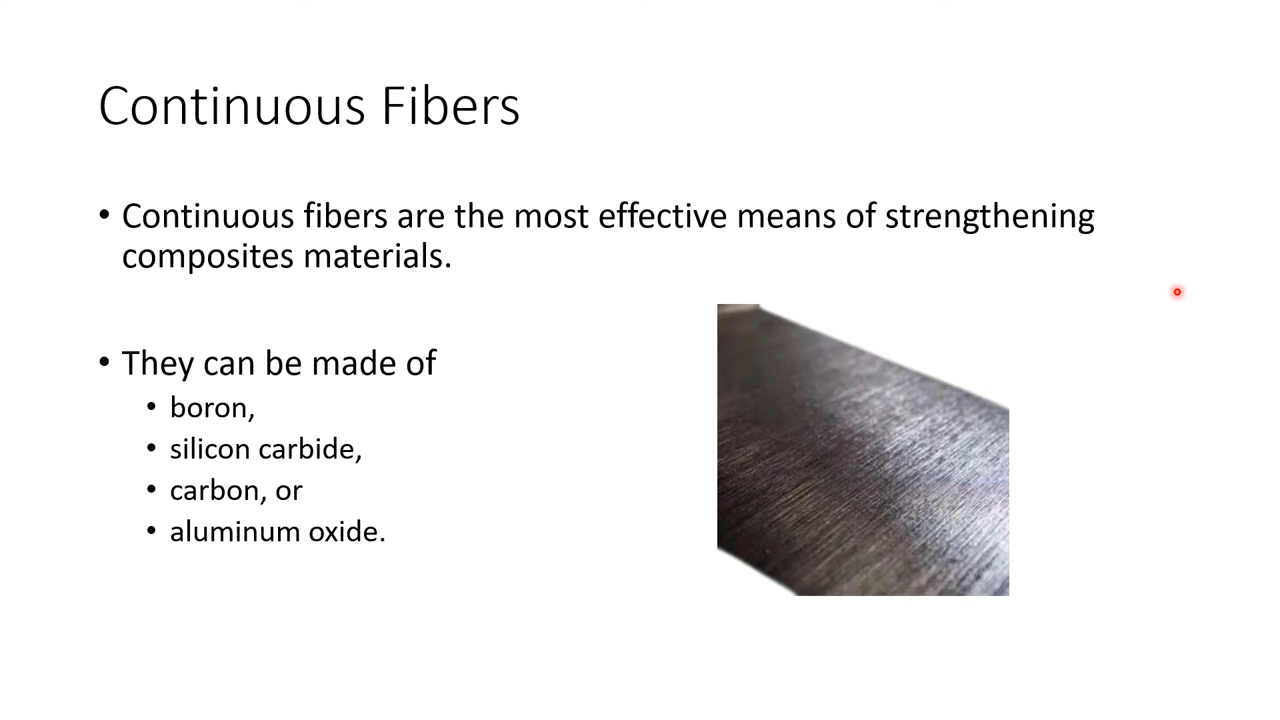 Continuous Fibers
• Continuous fibers are the most effective means of strengthening
composites materials.
• They can be made of
• boron,
• silicon carbide,
• carbon, or
• aluminum oxide.